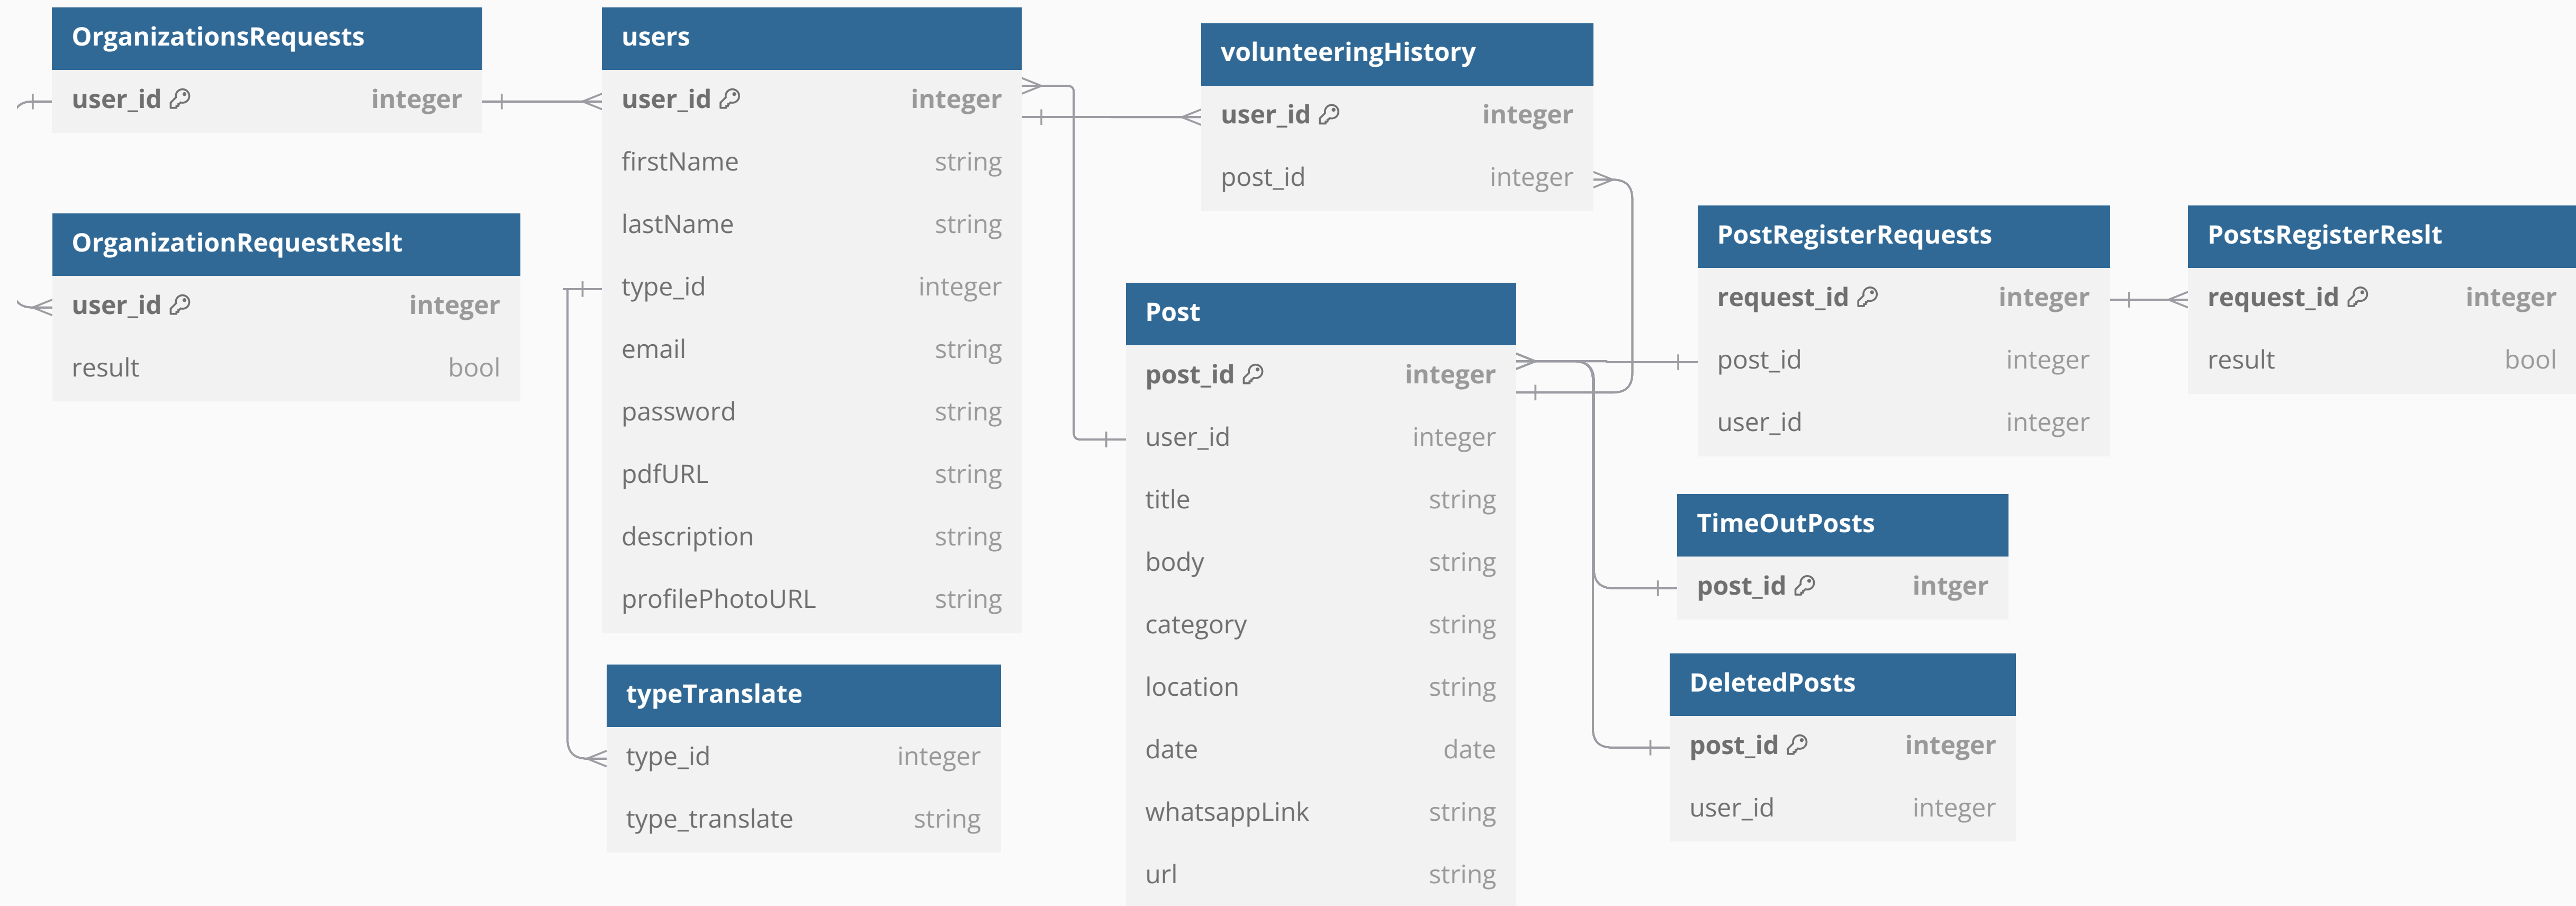 OrganizationsRequests
user_id integer
OrganizationRequestReslt
user_id integer
result bool
users
user_id integer
firstName string
lastName string
type_id integer
email string
password string
pdfURL string
description string
profilePhotoURL string
typeTranslate
type_id integer
type_translate string
volunteeringHistory
user_id integer
post_id integer
Post
post_id integer
user_id integer
title string
body string
category string
location string
date date
whatsappLink string
url string
PostRegisterRequests
request_id integer
post_id integer
user_id integer
PostsRegisterReslt
request_id integer
result bool
TimeOutPosts
post_id intger
DeletedPosts
post_id integer
user_id integer